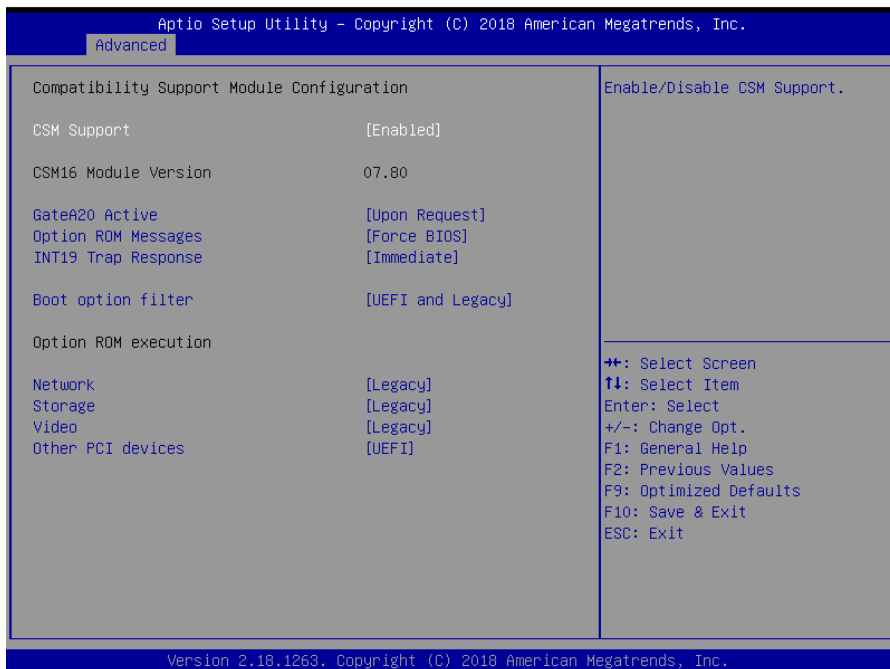 Aptio Setup Utility – Copyright (C) 2018 American Megatrends, Inc.
Advanced
Compatibility Support Module Configuration
CSM Support [Enabled]
CSM16 Module Version 07.80
GateA20 Active [Upon Request]
Option ROM Messages [Force BIOS]
INT19 Trap Response [Immediate]
Boot option filter [UEFI and Legacy]
Option ROM execution
Network [Legacy]
Storage [Legacy]
Video [Legacy]
Other PCI devices [UEFI]
Enable/Disable CSM Support.
→←: Select Screen
↑↓: Select Item
Enter: Select
+/-: Change Opt.
F1: General Help
F2: Previous Values
F9: Optimized Defaults
F10: Save & Exit
ESC: Exit
Version 2.18.1263. Copyright (C) 2018 American Megatrends, Inc.